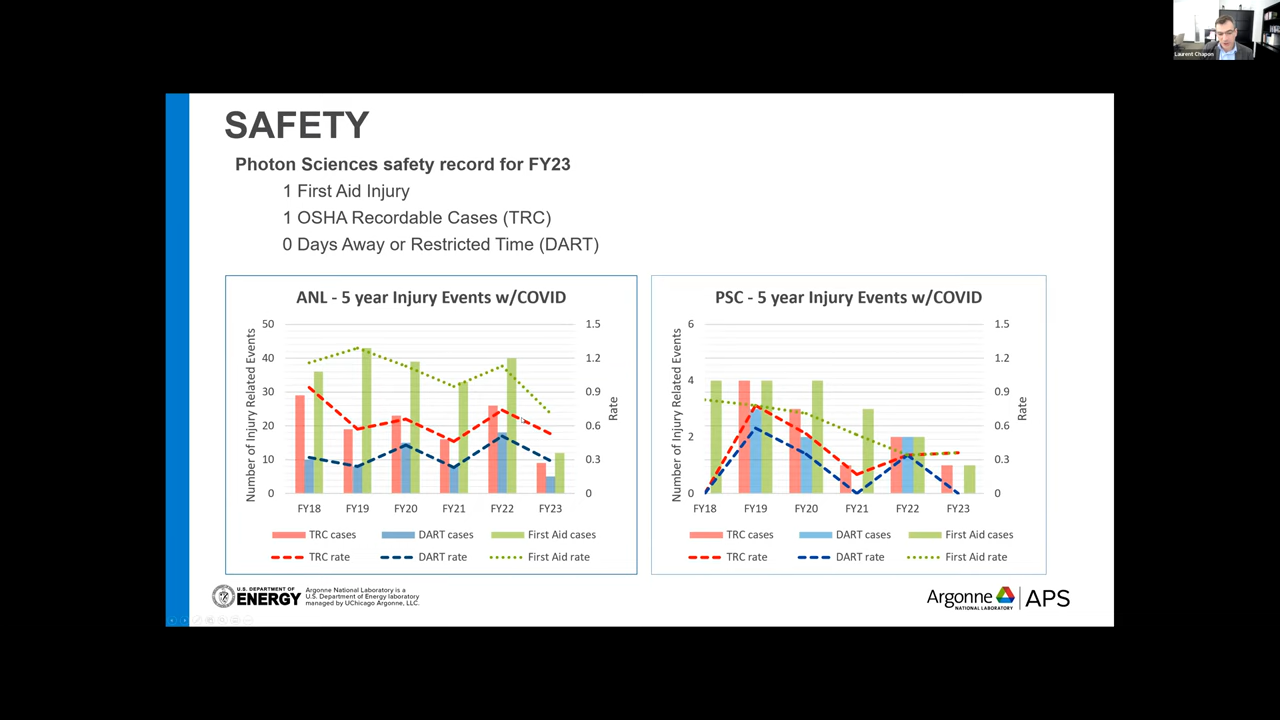 Laurent Chapon
SAFETY
Photon Sciences safety record for FY23
1 First Aid Injury
1 OSHA Recordable Cases (TRC)
0 Days Away or Restricted Time (DART)
ANL - 5 year Injury Events w/COVID
Number of Injury Related Events
50
40
30
20
10
0
1.5
1.2
0.9
0.6
0.3
0
Rate
FY18 FY19 FY20 FY21 FY22 FY23
TRC cases DART cases First Aid cases
TRC rate DART rate First Aid rate
PSC - 5 year Injury Events w/COVID
Number of Injury Related Events
6
4
2
0
1.5
1.2
0.9
0.6
0.3
0
Rate
FY18 FY19 FY20 FY21 FY22 FY23
TRC cases DART cases First Aid cases
TRC rate DART rate First Aid rate
U.S. DEPARTMENT OF
ENERGY
Argonne National Laboratory is a
U.S. Department of Energy laboratory
managed by UChicago Argonne, LLC.
Argonne
NATIONAL LABORATORY
APS